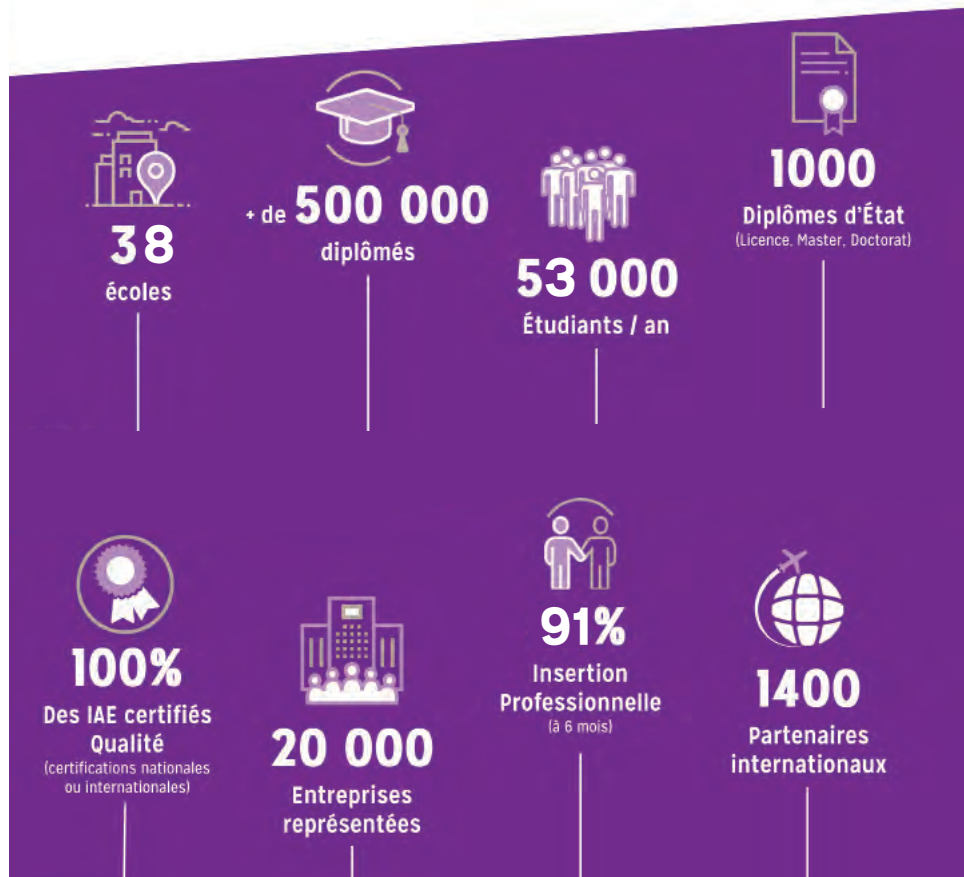 38
écoles
+ de 500 000
diplômés
53 000
Étudiants / an
1000
Diplômes d'État
(Licence, Master, Doctorat)
100%
Des IAE certifiés
Qualité
(certifications nationales
ou internationales)
20 000
Entreprises
représentées
91%
Insertion
Professionnelle
(à 6 mois)
1400
Partenaires
internationaux